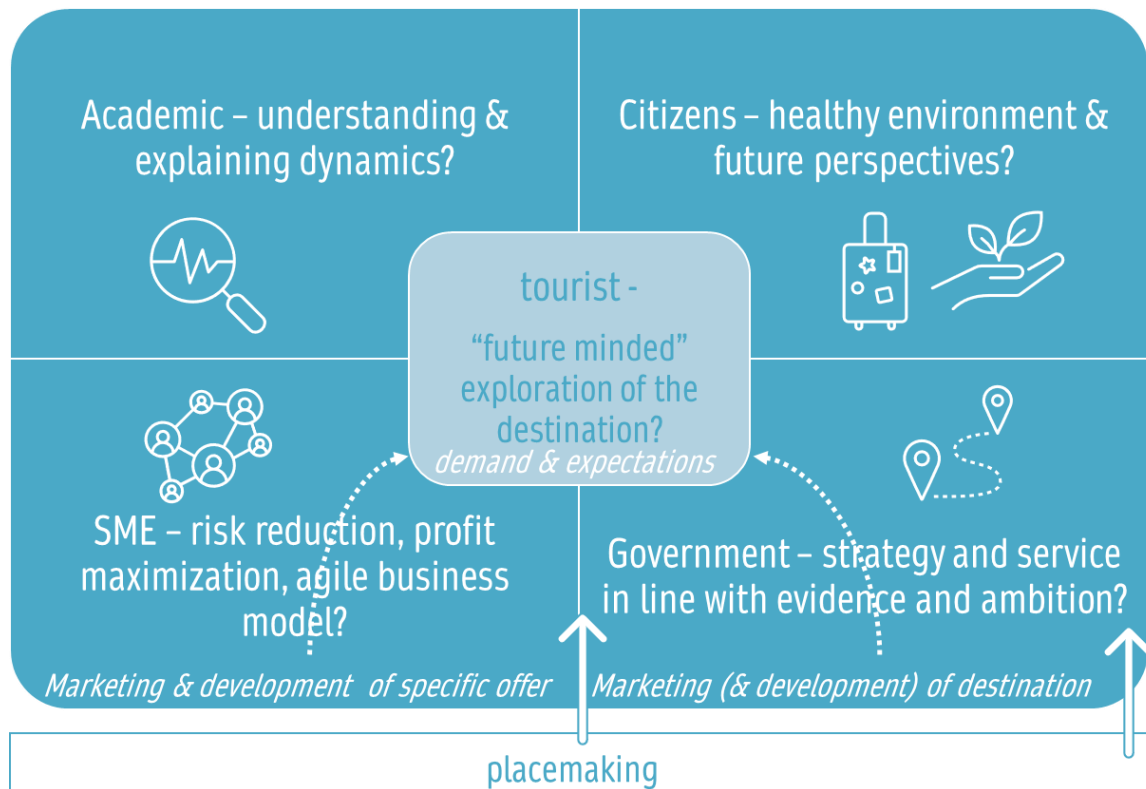 Academic – understanding &
explaining dynamics?
Citizens – healthy environment &
future perspectives?
tourist -
“future minded”
exploration of the
destination?
demand & expectations
SME – risk reduction, profit
maximization, agile business
model?
Government – strategy and service
in line with evidence and ambition?
Marketing & development of specific offer
Marketing (& development) of destination
placemaking